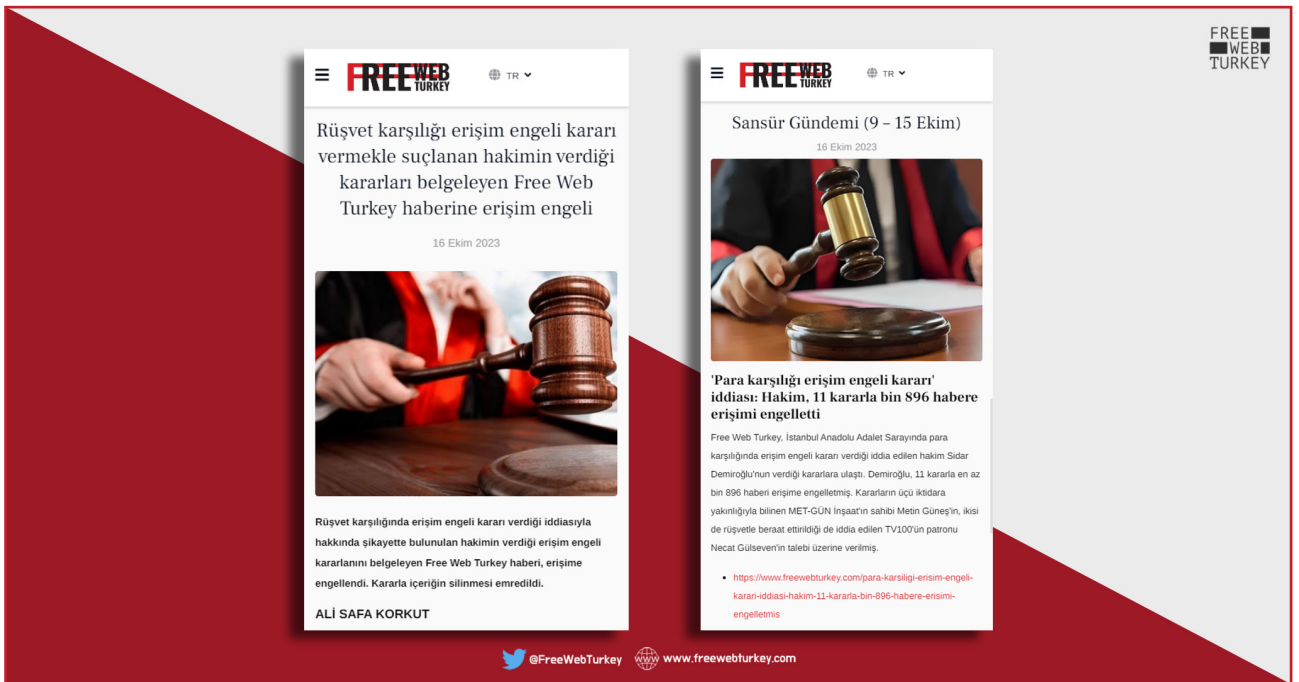 FREE
WEB
TURKEY
FREE WEB
TURKEY
TR
Rüşvet karşılığı erişim engeli kararı
vermekle suçlanan hakimin verdiği
kararları belgeleyen Free Web
Turkey haberine erişim engeli
16 Ekim 2023
Rüşvet karşılığında erişim engeli kararı verdiği iddiasıyla
hakkında şikayette bulunulan hakimin verdiği erişim engeli
kararlarını belgeleyen Free Web Turkey haberi, erişime
engellendi. Kararla içeriğin silinmesi emredildi.
ALİ SAFA KORKUT
FREE WEB
TURKEY
TR
Sansür Gündemi (9 – 15 Ekim)
16 Ekim 2023
'Para karşılığı erişim engeli kararı'
iddiası: Hakim, 11 kararla bin 896 habere
erişimi engelletti
Free Web Turkey, İstanbul Anadolu Adalet Sarayında para
karşılığında erişim engeli kararı verdiği iddia edilen hakim Sidar
Demiroğlu'nun verdiği kararlara ulaştı. Demiroğlu, 11 kararla en az
bin 896 haberi erişime engelletmiş. Kararların üçü iktidara
yakınlığıyla bilinen MET-GÜN İnşaat'ın sahibi Metin Güneş'in, ikisi
de rüşvetle beraat ettirildiği de iddia edilen TV100'ün patronu
Necat Gülseven'in talebi üzerine verilmiş.
https://www.freewebturkey.com/para-karsiligi-erisim-engeli-
karari-iddiasi-hakim-11-kararla-bin-896-habere-erisimi-
engelletmis
@FreeWebTurkey www www.freewebturkey.com